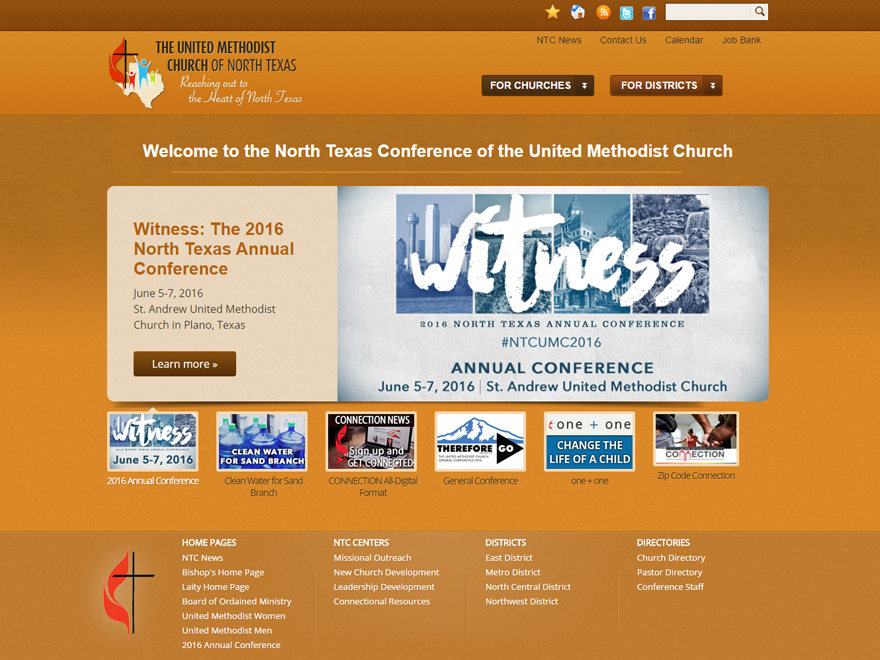 NTC News Contact Us Calendar Job Bank
THE UNITED METHODIST
CHURCH OF NORTH TEXAS
Reaching out to
the Heart of North Texas
FOR CHURCHES FOR DISTRICTS
Welcome to the North Texas Conference of the United Methodist Church
Witness: The 2016
North Texas Annual
Conference
June 5-7, 2016
St. Andrew United Methodist
Church in Plano, Texas
Learn more »
witness
2016 NORTH TEXAS ANNUAL CONFERENCE
#NTCUMC2016
ANNUAL CONFERENCE
June 5-7, 2016 | St. Andrew United Methodist Church
witness
June 5-7, 2016
2016 Annual Conference
CLEAN WATER
FOR SAND BRANCH
Clean Water for Sand
Branch
CONNECTION NEWS
Sign up and
GET CONNECTED
CONNECTION All-Digital
Format
THEREFORE GO
THE UNITED METHODIST CHURCH
GENERAL CONFERENCE 2016
General Conference
one + one
CHANGE THE
LIFE OF A CHILD
one + one
CONNECTION
Zip Code Connection
HOME PAGES
NTC News
Bishop's Home Page
Laity Home Page
Board of Ordained Ministry
United Methodist Women
United Methodist Men
2016 Annual Conference
NTC CENTERS
Missional Outreach
New Church Development
Leadership Development
Connectional Resources
DISTRICTS
East District
Metro District
North Central District
Northwest District
DIRECTORIES
Church Directory
Pastor Directory
Conference Staff